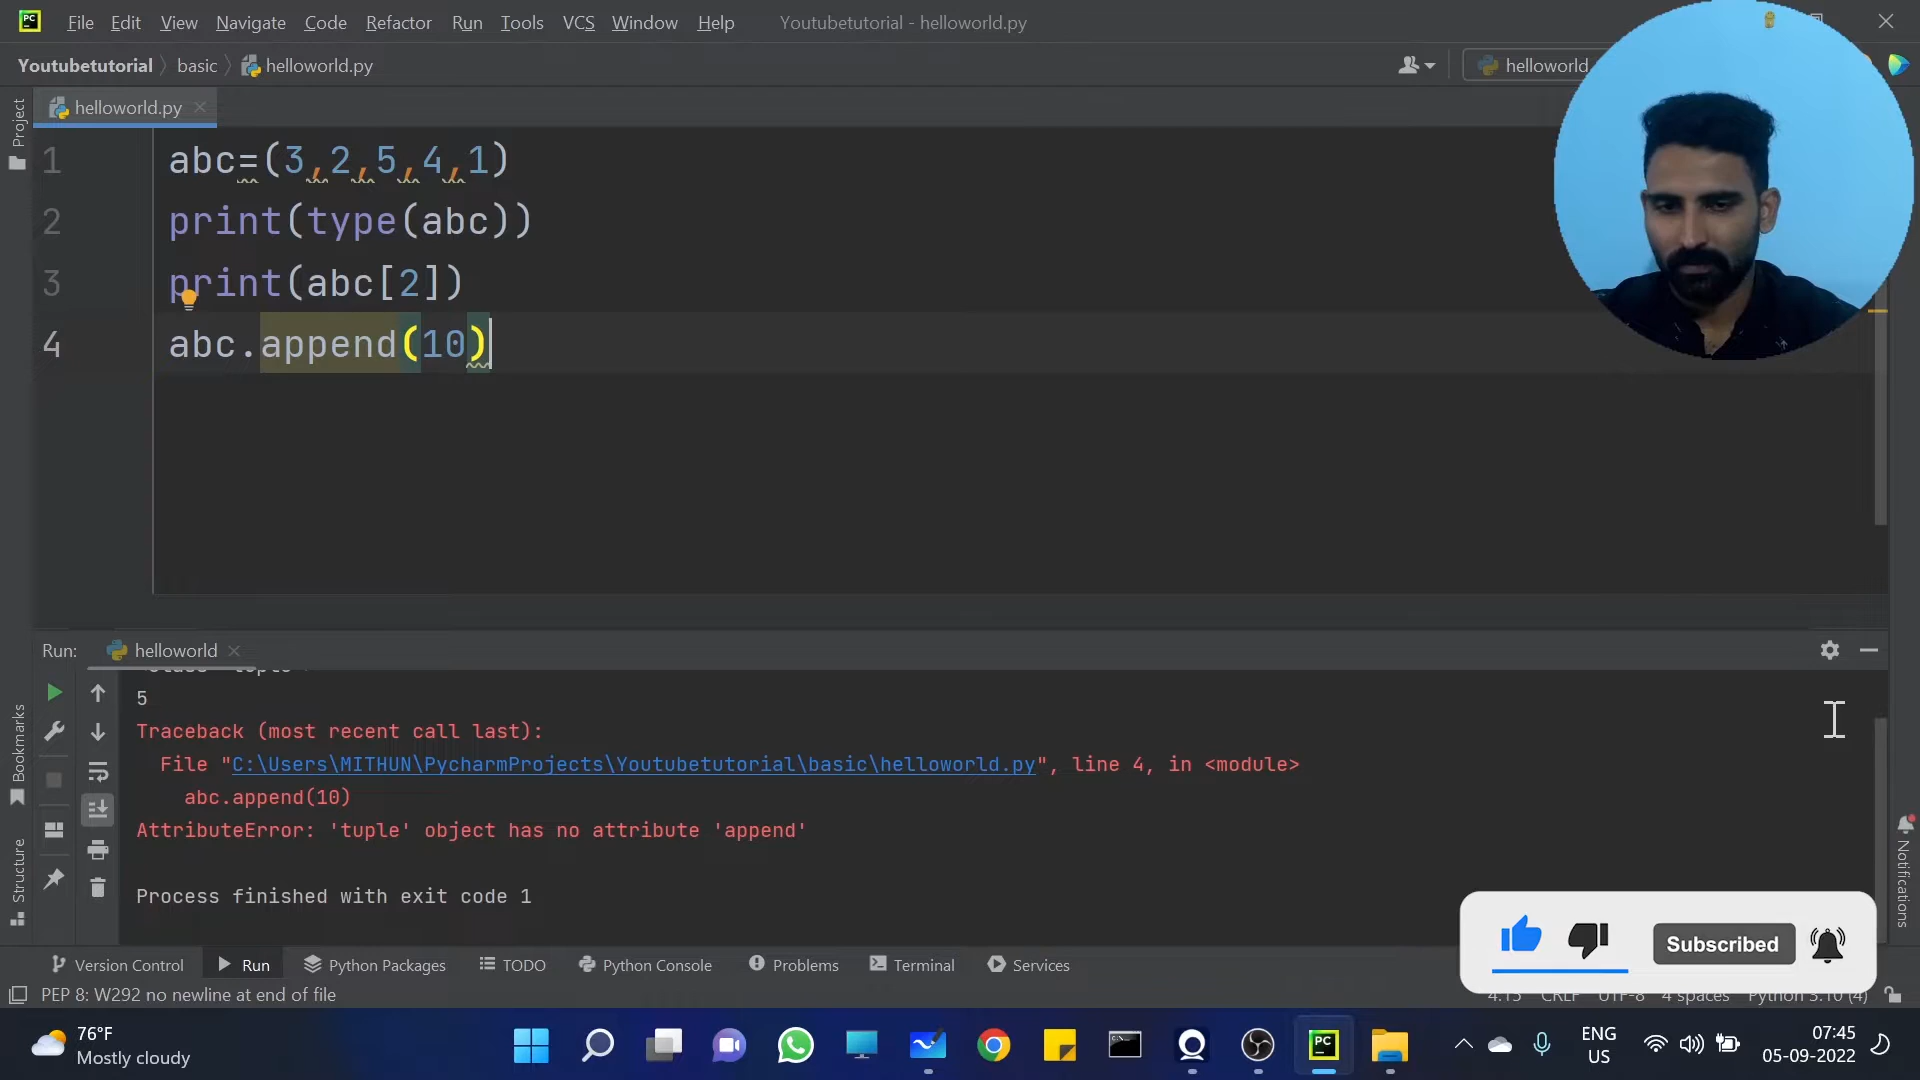 PC File Edit View Navigate Code Refactor Run Tools VCS Window Help Youtubetutorial - helloworld.py
Youtubetutorial basic helloworld.py helloworld
Project
helloworld.py
1 abc=(3,2,5,4,1)
2 print(type(abc))
3 print(abc[2])
4 abc.append(10)
Run: helloworld
5
Traceback (most recent call last):
File "C:\Users\MITHUN\PycharmProjects\Youtubetutorial\basic\helloworld.py", line 4, in <module>
abc.append(10)
AttributeError: 'tuple' object has no attribute 'append'
Process finished with exit code 1
Bookmarks
Structure
Notifications
Subscribed
Version Control Run Python Packages TODO Python Console Problems Terminal Services
PEP 8: W292 no newline at end of file 4:15 CRLF UTF-8 4 spaces Python 3.10 (4)
76°F
Mostly cloudy
PC
ENG
US
07:45
05-09-2022